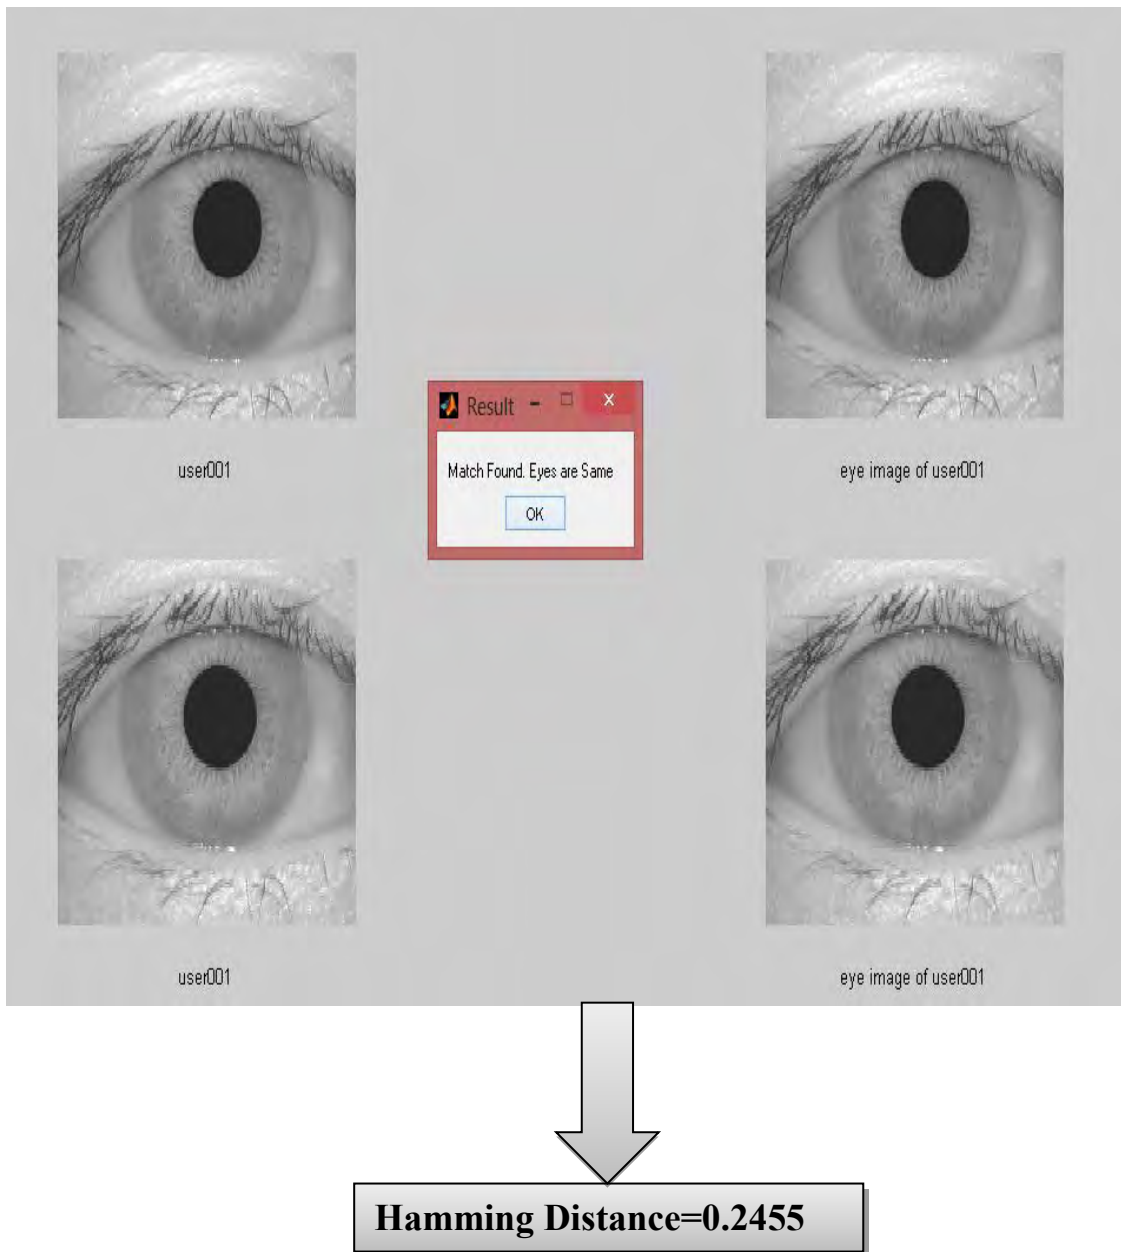 user001
eye image of user001
Result
Match Found. Eyes are Same
OK
user001
eye image of user001
Hamming Distance=0.2455